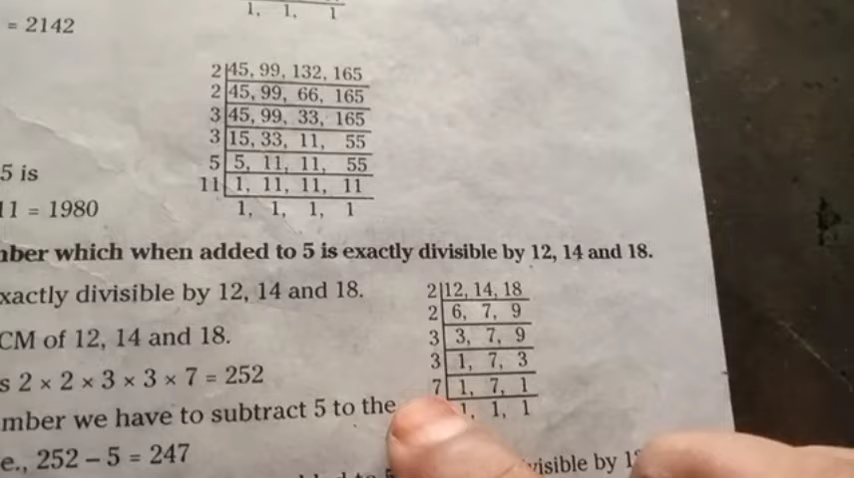 1, 1, 1
= 2142
2 45, 99, 132, 165
2 45, 99, 66, 165
3 45, 99, 33, 165
3 15, 33, 11, 55
5 5, 11, 11, 55
11 1, 11, 11, 11
1, 1, 1, 1
5 is
11 = 1980
which when added to 5 is exactly divisible by 12, 14 and 18.
divisible by 12, 14 and 18.
of 12, 14 and 18.
2 × 2 × 3 × 3 × 7 = 252
we have to subtract 5 to the
252 – 5 = 247
2 12, 14, 18
2 6, 7, 9
3 3, 7, 9
3 1, 7, 3
7 1, 7, 1
1, 1, 1
by